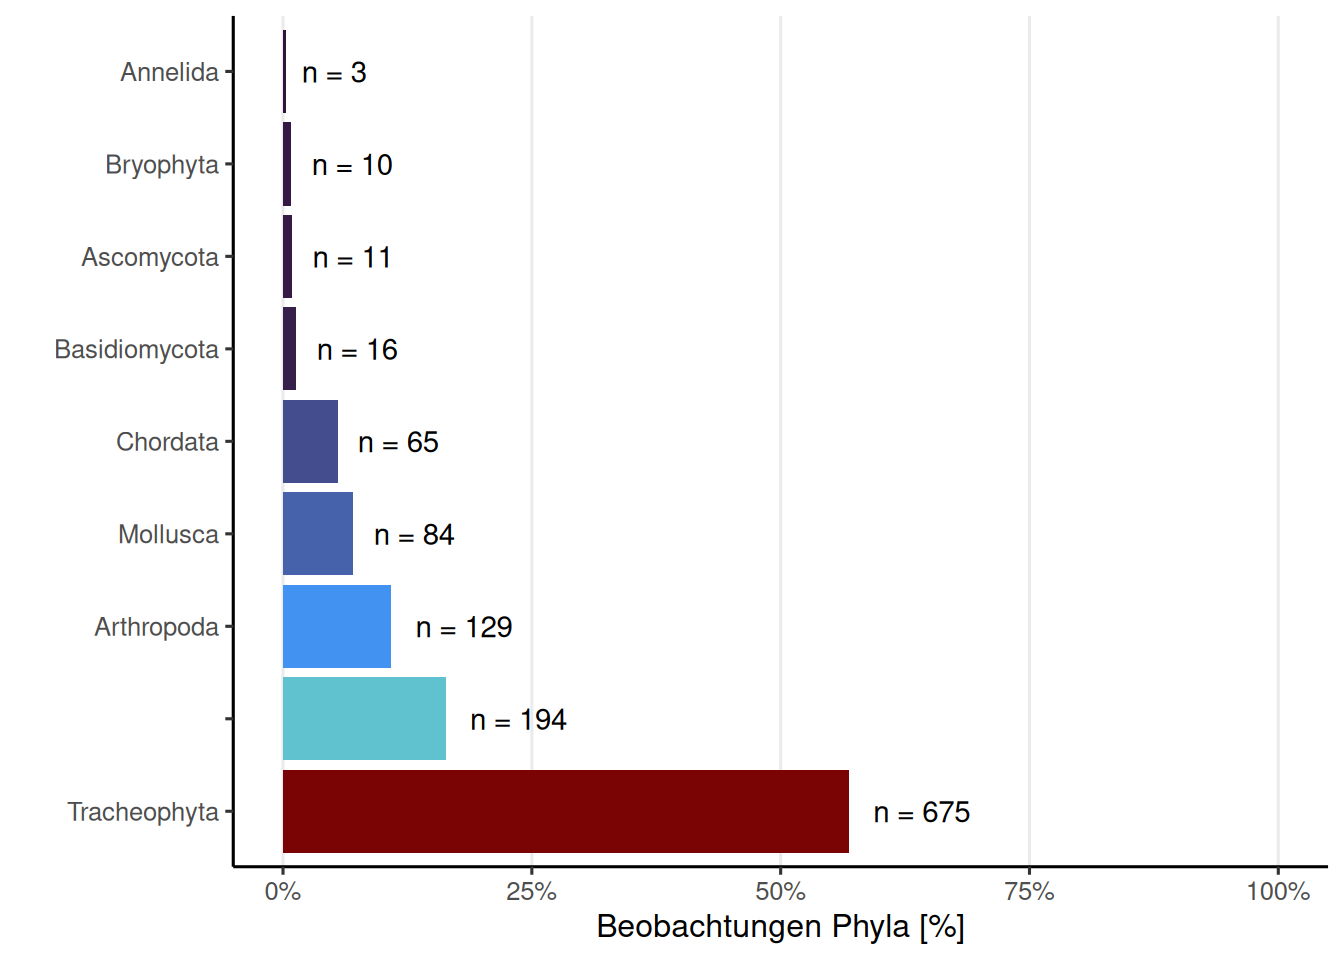 Annelida n = 3
Bryophyta n = 10
Ascomycota n = 11
Basidiomycota n = 16
Chordata n = 65
Mollusca n = 84
Arthropoda n = 129
n = 194
Tracheophyta n = 675
0% 25% 50% 75% 100%
Beobachtungen Phyla [%]